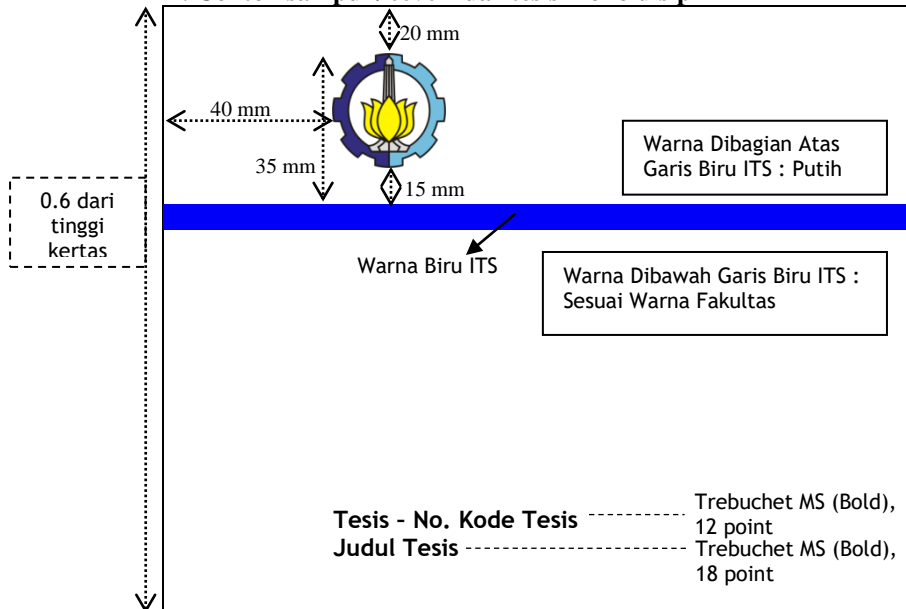 20 mm
40 mm
35 mm
15 mm
Warna Dibagian Atas
Garis Biru ITS : Putih
0.6 dari
tinggi
kertas
Warna Biru ITS
Warna Dibawah Garis Biru ITS :
Sesuai Warna Fakultas
Tesis - No. Kode Tesis
Trebuchet MS (Bold),
12 point
Judul Tesis
Trebuchet MS (Bold),
18 point